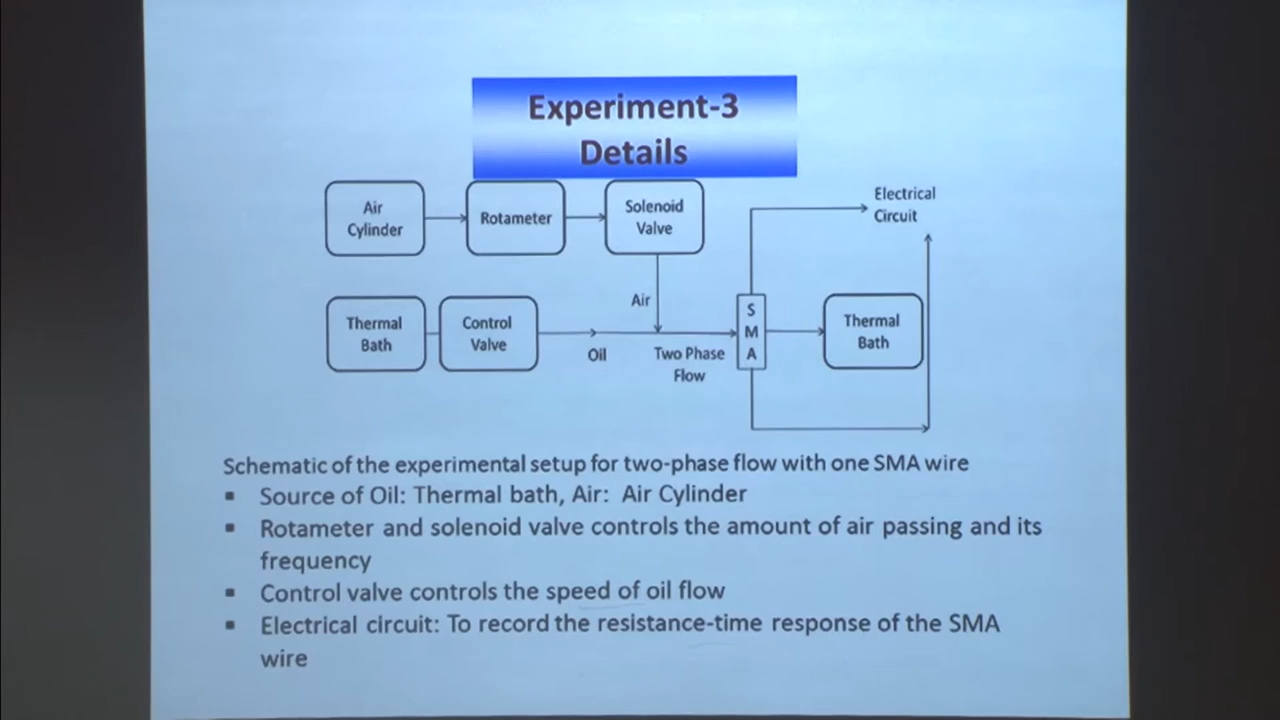 Experiment-3
Details
Air
Cylinder
Rotameter
Solenoid
Valve
Electrical
Circuit
Air
Thermal
Bath
Control
Valve
Oil
Two Phase
Flow
S
M
A
Thermal
Bath
Schematic of the experimental setup for two-phase flow with one SMA wire
▪ Source of Oil: Thermal bath, Air: Air Cylinder
▪ Rotameter and solenoid valve controls the amount of air passing and its
frequency
▪ Control valve controls the speed of oil flow
▪ Electrical circuit: To record the resistance-time response of the SMA
wire